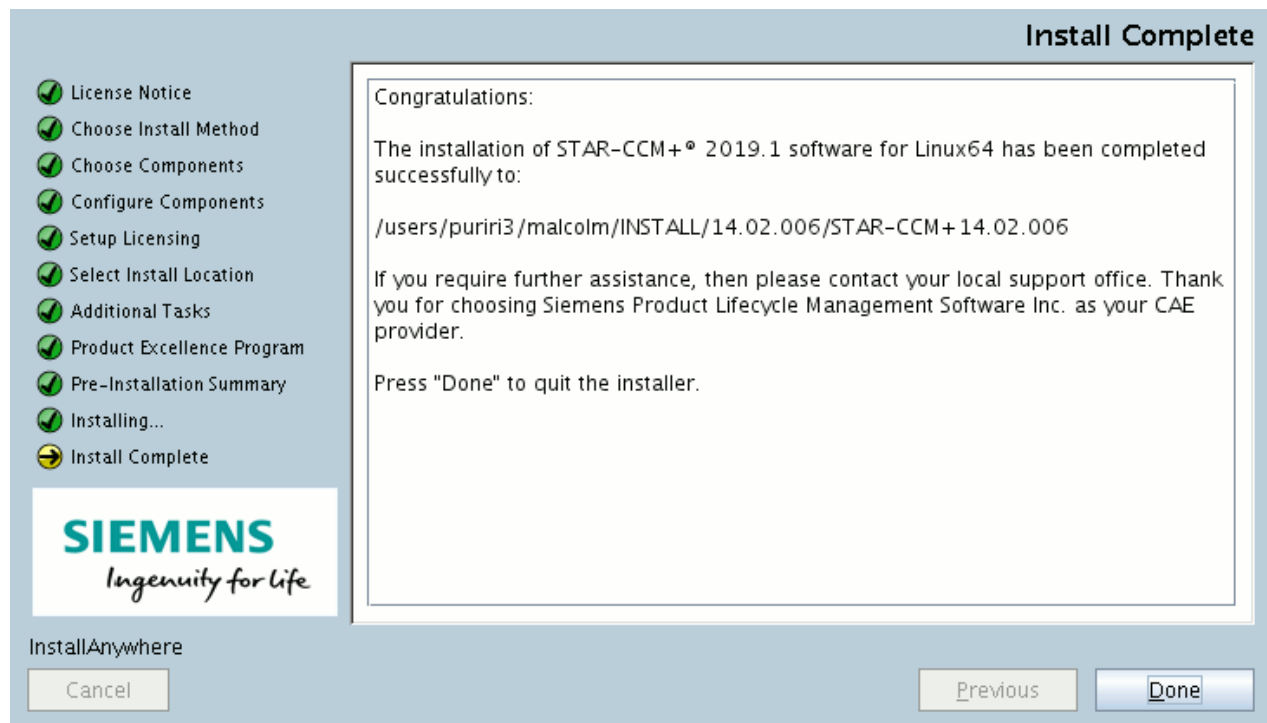 Install Complete
License Notice
Choose Install Method
Choose Components
Configure Components
Setup Licensing
Select Install Location
Additional Tasks
Product Excellence Program
Pre-Installation Summary
Installing...
Install Complete
SIEMENS
Ingenuity for life
Congratulations:
The installation of STAR-CCM+® 2019.1 software for Linux64 has been completed
successfully to:
/users/puriri3/malcolm/INSTALL/14.02.006/STAR-CCM+14.02.006
If you require further assistance, then please contact your local support office. Thank
you for choosing Siemens Product Lifecycle Management Software Inc. as your CAE
provider.
Press "Done" to quit the installer.
InstallAnywhere
Cancel
Previous
Done